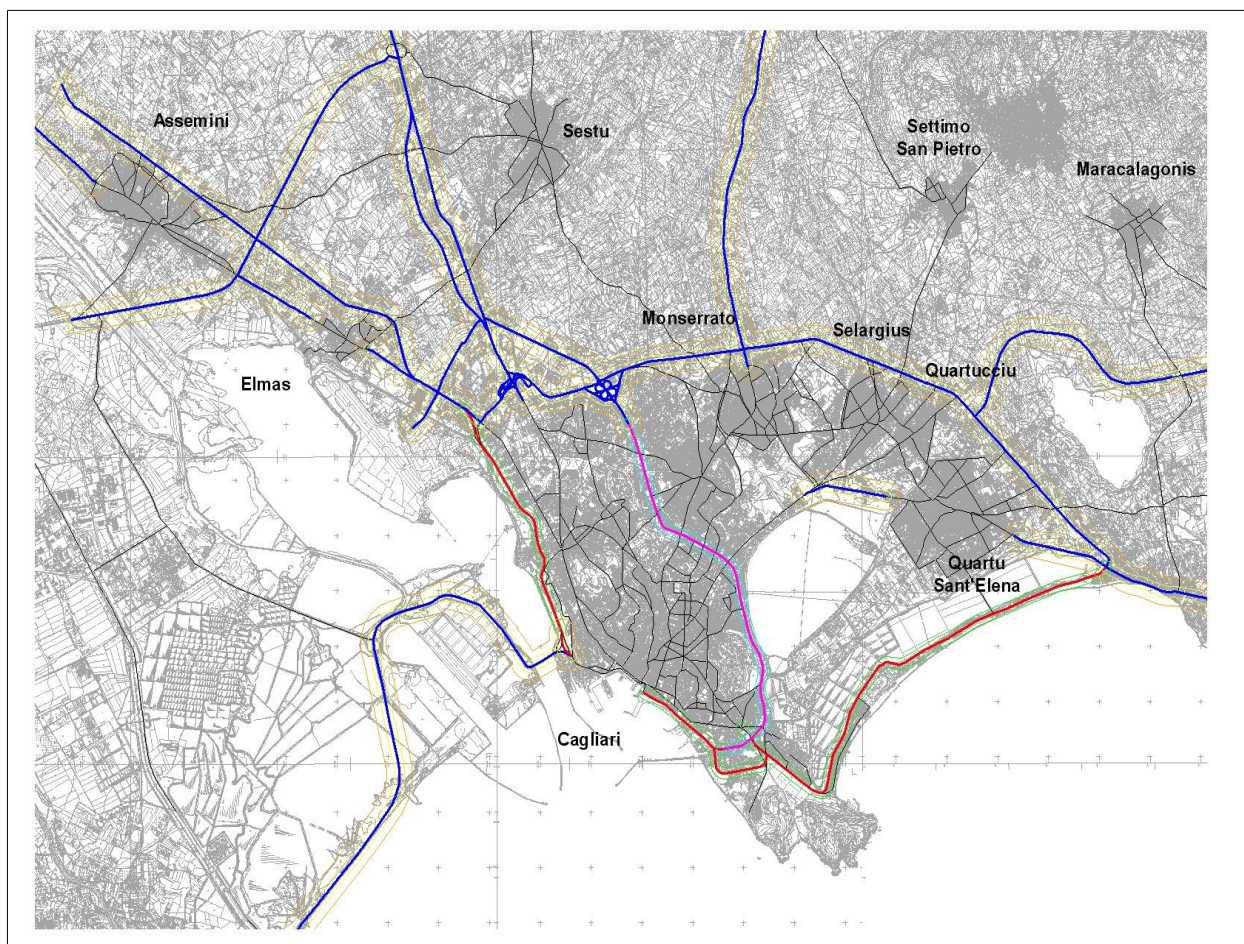 Assemini
Sestu
Settimo
San Pietro
Maracalagonis
Monserrato
Selargius
Quartucciu
Elmas
Quartu
Sant'Elena
Cagliari